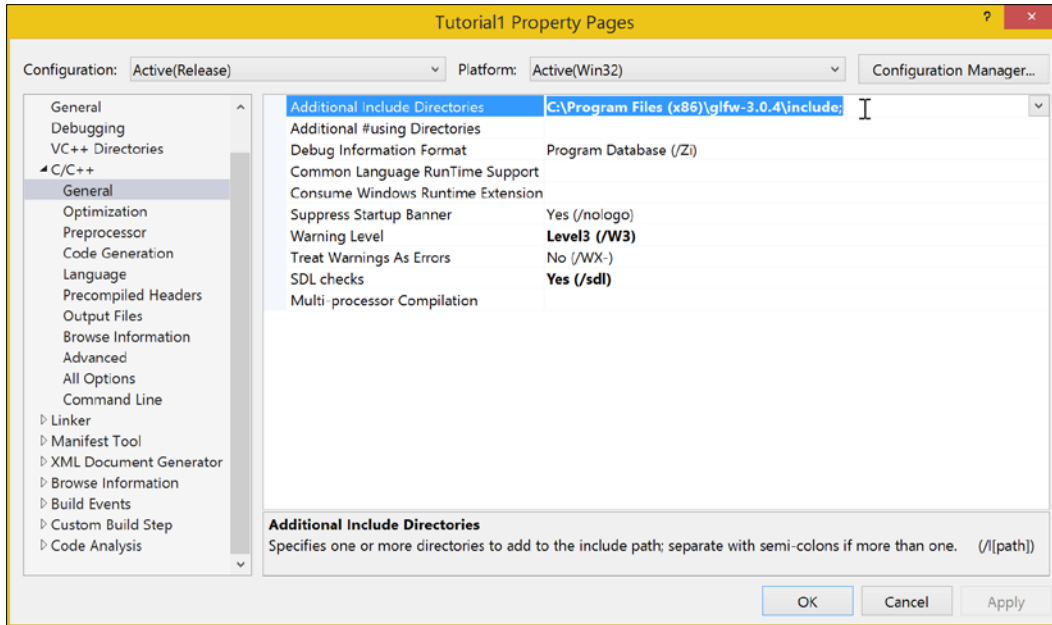 Tutorial1 Property Pages
?
×
Configuration: Active(Release) Platform: Active(Win32) Configuration Manager...
General
Debugging
VC++ Directories
C/C++
General
Optimization
Preprocessor
Code Generation
Language
Precompiled Headers
Output Files
Browse Information
Advanced
All Options
Command Line
Linker
Manifest Tool
XML Document Generator
Browse Information
Build Events
Custom Build Step
Code Analysis
Additional Include Directories C:\Program Files (x86)\glfw-3.0.4\include;
Additional #using Directories
Debug Information Format Program Database (/Zi)
Common Language RunTime Support
Consume Windows Runtime Extension
Suppress Startup Banner Yes (/nologo)
Warning Level Level3 (/W3)
Treat Warnings As Errors No (/WX-)
SDL checks Yes (/sdl)
Multi-processor Compilation
Additional Include Directories
Specifies one or more directories to add to the include path; separate with semi-colons if more than one. (/I[path])
OK Cancel Apply